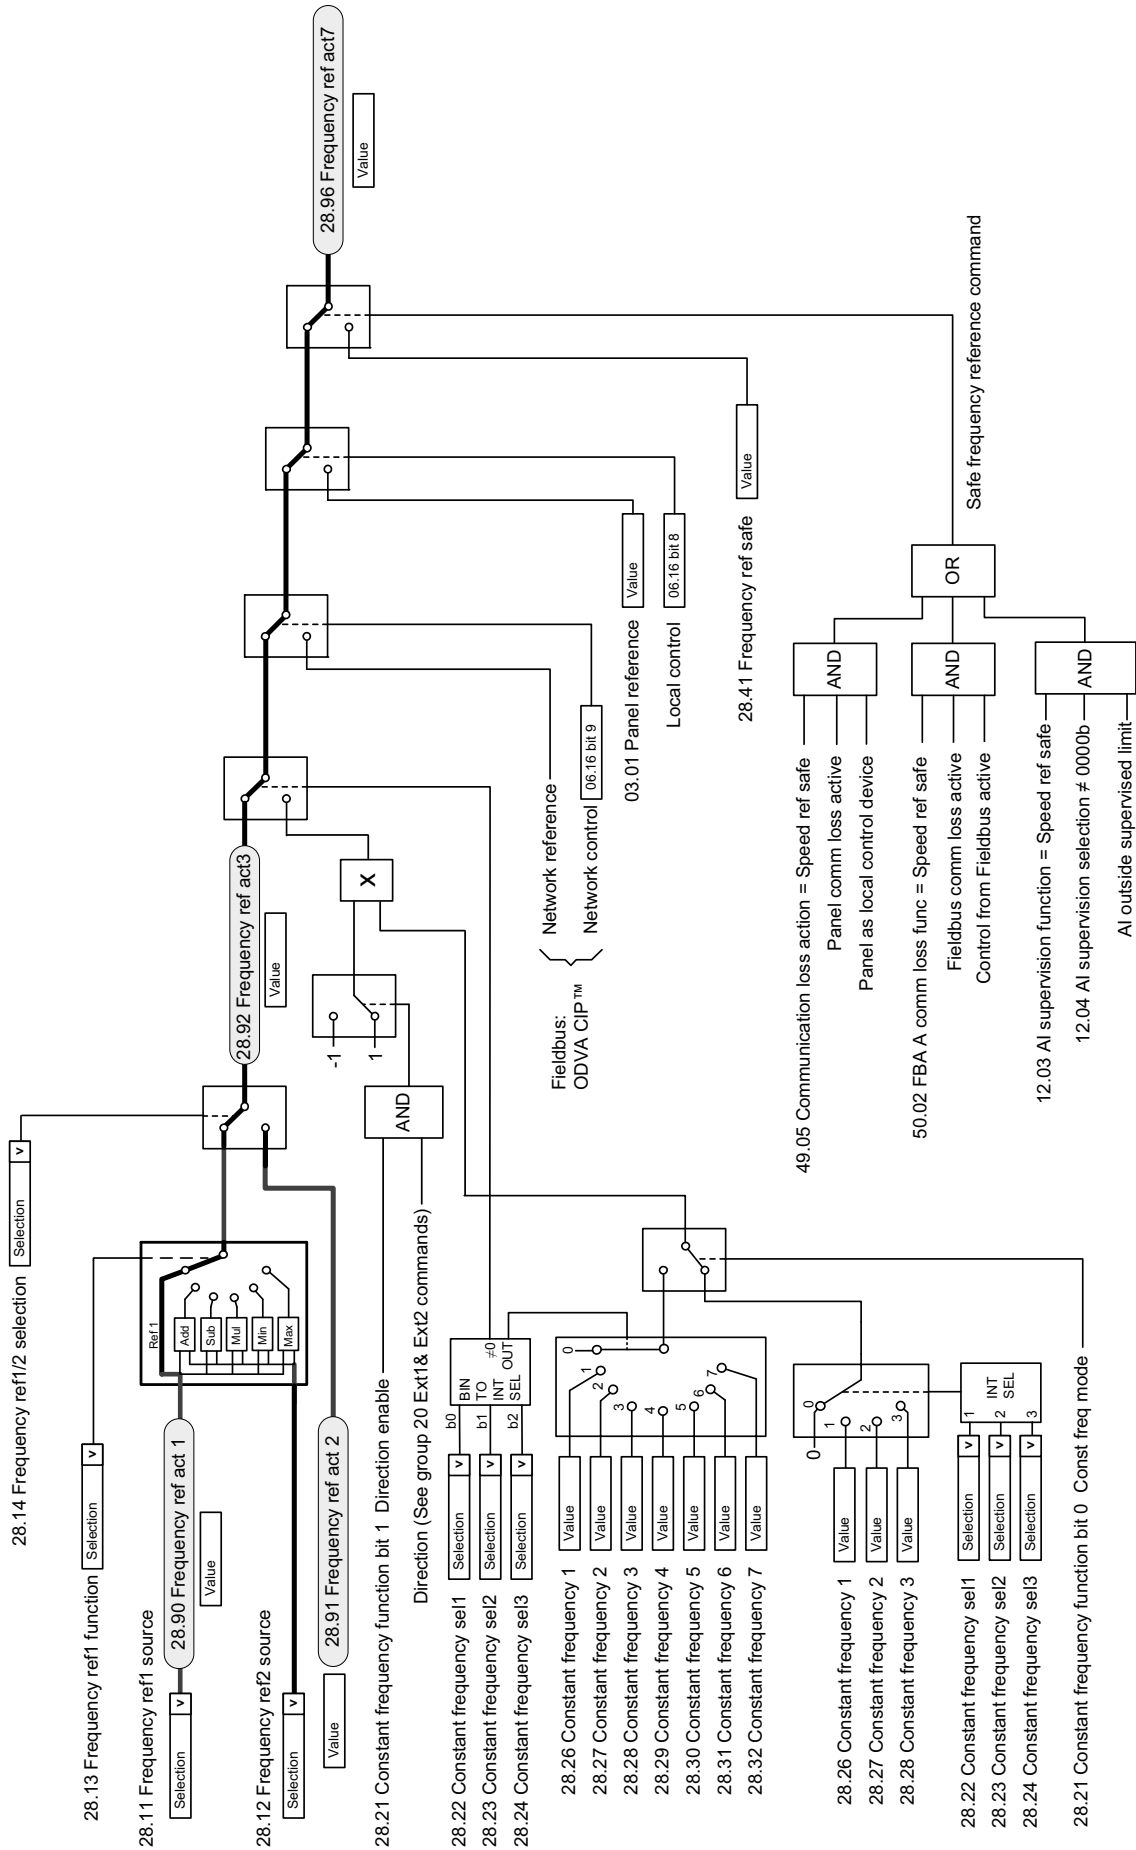 28.14 Frequency ref1/2 selection Selection v
28.13 Frequency ref1 function Selection v
28.11 Frequency ref1 source
Selection v
28.90 Frequency ref act 1
Value
28.12 Frequency ref2 source
Selection v
Value
28.91 Frequency ref act 2
Ref 1
Add
Sub
Mul
Min
Max
28.92 Frequency ref act3
Value
28.96 Frequency ref act7
Value
28.21 Constant frequency function bit 1 Direction enable
Direction (See group 20 Ext1& Ext2 commands)
AND
-1
1
X
28.22 Constant frequency sel1 Selection v b0
28.23 Constant frequency sel2 Selection v b1
28.24 Constant frequency sel3 Selection v b2
BIN
TO
INT
SEL
≠0
OUT
Fieldbus:
ODVA CIP™
Network reference
Network control 06.16 bit 9
03.01 Panel reference Value
Local control 06.16 bit 8
28.41 Frequency ref safe Value
28.26 Constant frequency 1 Value
28.27 Constant frequency 2 Value
28.28 Constant frequency 3 Value
28.29 Constant frequency 4 Value
28.30 Constant frequency 5 Value
28.31 Constant frequency 6 Value
28.32 Constant frequency 7 Value
0
1
2
3
4
5
6
7
28.26 Constant frequency 1 Value
28.27 Constant frequency 2 Value
28.28 Constant frequency 3 Value
0
0
1
2
3
28.22 Constant frequency sel1 Selection v 1
28.23 Constant frequency sel2 Selection v 2
28.24 Constant frequency sel3 Selection v 3
INT
SEL
28.21 Constant frequency function bit 0 Const freq mode
49.05 Communication loss action = Speed ref safe
Panel comm loss active
Panel as local control device
AND
50.02 FBA A comm loss func = Speed ref safe
Fieldbus comm loss active
Control from Fieldbus active
AND
12.03 AI supervision function = Speed ref safe
12.04 AI supervision selection ≠ 0000b
AI outside supervised limit
AND
OR
Safe frequency reference command